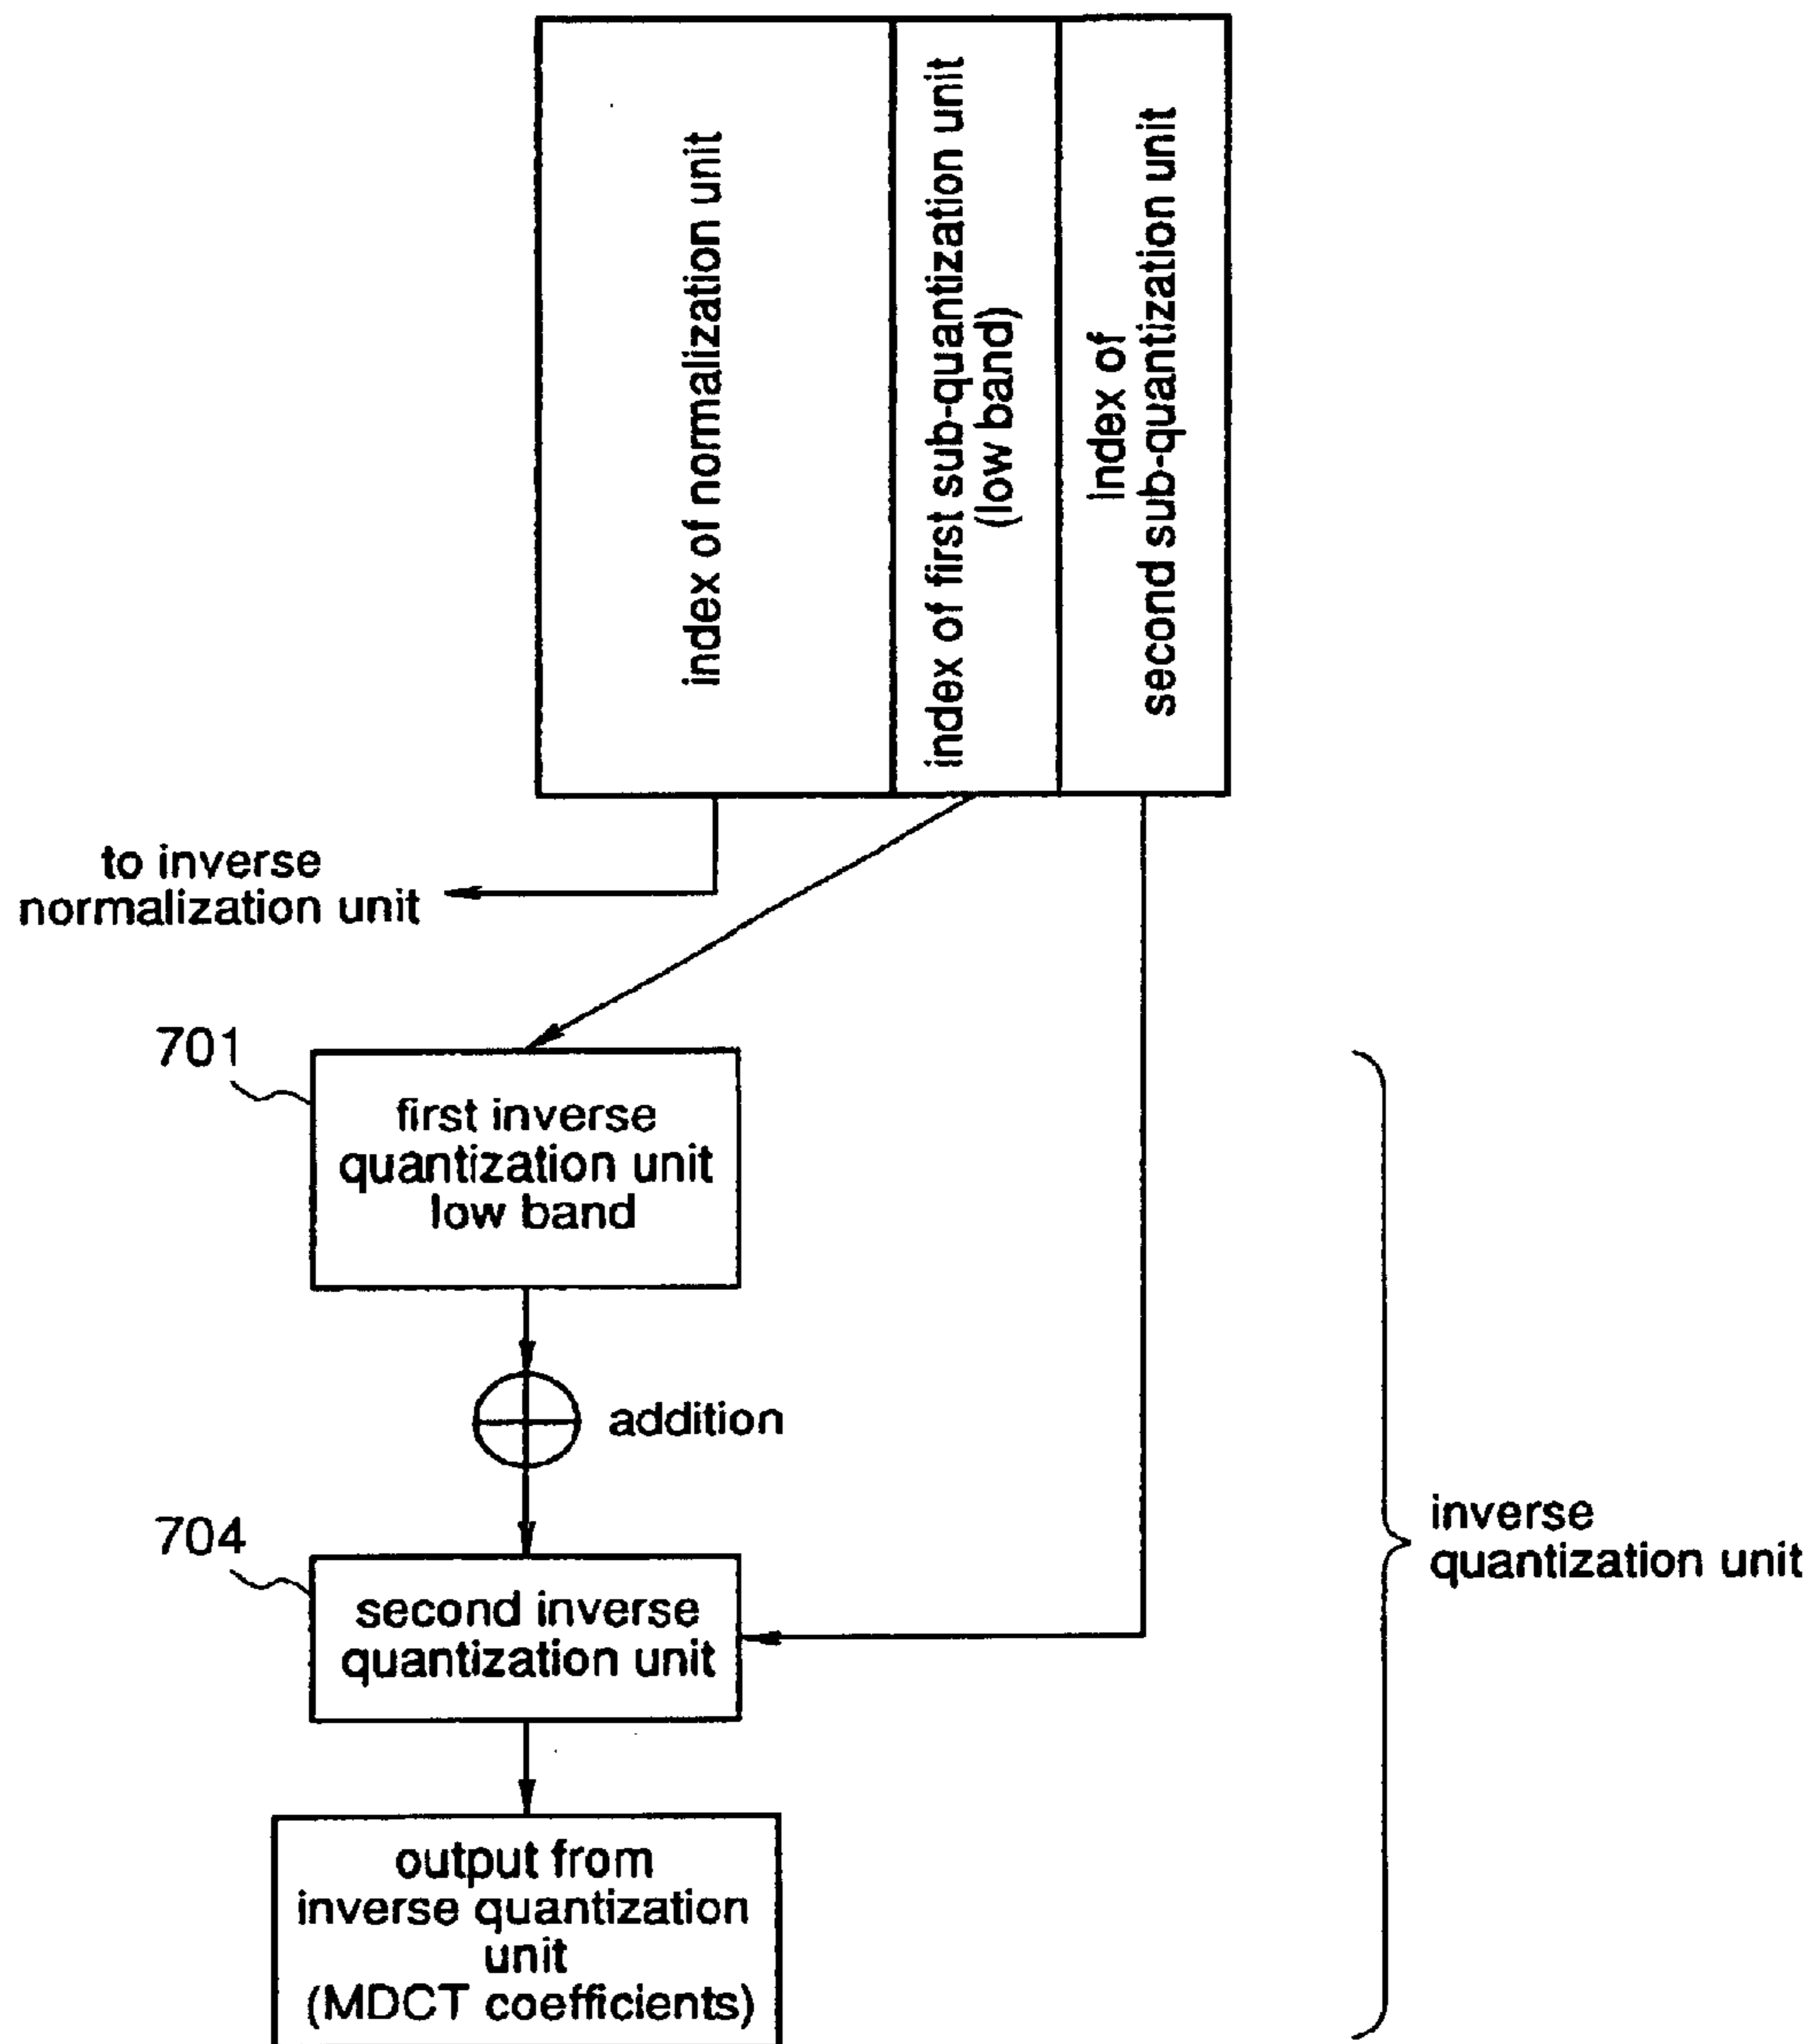 index of normalization unit
index of first sub-quantization unit
(low band)
index of
second sub-quantization unit
to inverse
normalization unit
701
first inverse
quantization unit
low band
addition
704
second inverse
quantization unit
inverse
quantization unit
output from
inverse quantization
unit
(MDCT coefficients)